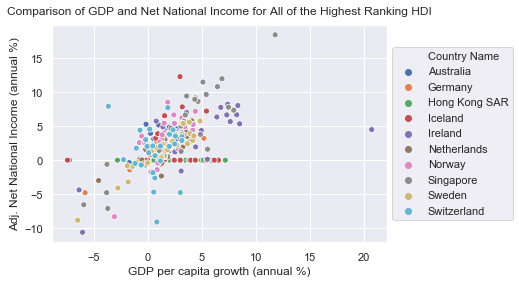 Comparison of GDP and Net National Income for All of the Highest Ranking HDI
15
10
5
0
−5
−10
Adj. Net National Income (annual %)
−5
0
5
10
15
20
GDP per capita growth (annual %)
Country Name
Australia
Germany
Hong Kong SAR
Iceland
Ireland
Netherlands
Norway
Singapore
Sweden
Switzerland